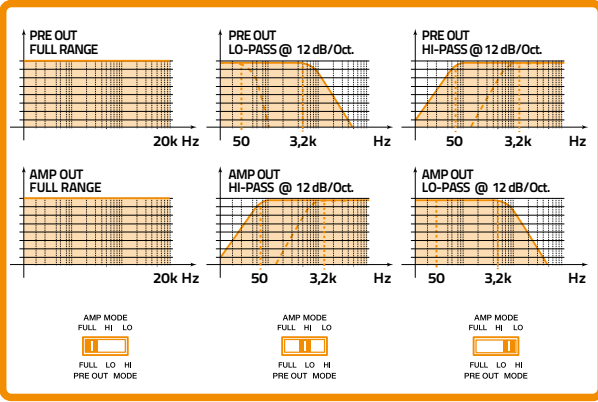 PRE OUT
FULL RANGE
20k Hz
PRE OUT
LO-PASS @ 12 dB/Oct.
50 3,2k Hz
PRE OUT
HI-PASS @ 12 dB/Oct.
50 3,2k Hz
AMP OUT
FULL RANGE
20k Hz
AMP OUT
HI-PASS @ 12 dB/Oct.
50 3,2k Hz
AMP OUT
LO-PASS @ 12 dB/Oct.
50 3,2k Hz
AMP MODE
FULL HI LO
FULL LO HI
PRE OUT MODE
AMP MODE
FULL HI LO
FULL LO HI
PRE OUT MODE
AMP MODE
FULL HI LO
FULL LO HI
PRE OUT MODE